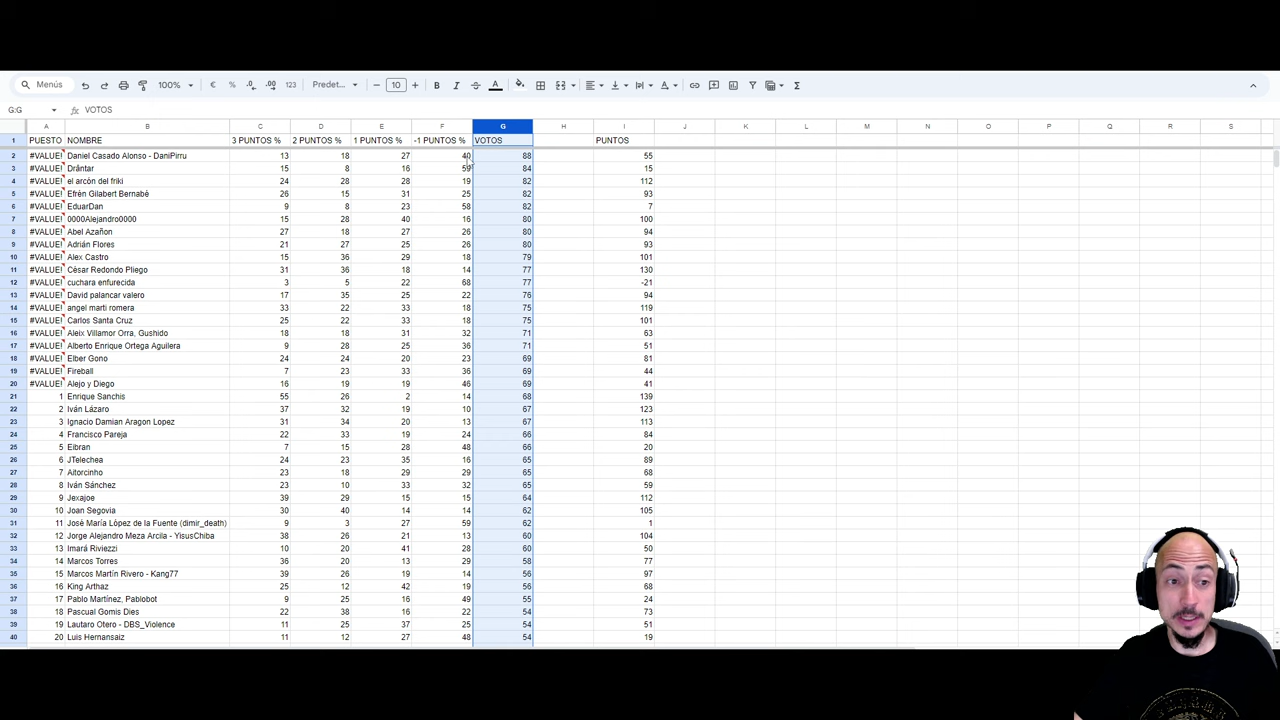 Menús 100% € % .0 .00 123 Predet... 10 B I S A
G:G fx VOTOS
A B C D E F G H I J K L M N O P Q R S
1 PUESTO NOMBRE 3 PUNTOS % 2 PUNTOS % 1 PUNTOS % -1 PUNTOS % VOTOS PUNTOS
2 #VALUE! Daniel Casado Alonso - DaniPirru 13 18 27 40 88 55
3 #VALUE! Drântar 15 8 16 59 84 15
4 #VALUE! el arcón del friki 24 28 28 19 82 112
5 #VALUE! Efrén Gilabert Bernabé 26 15 31 25 82 93
6 #VALUE! EduarDan 9 8 23 58 82 7
7 #VALUE! 0000Alejandro0000 15 28 40 16 80 100
8 #VALUE! Abel Azañon 27 18 27 26 80 94
9 #VALUE! Adrián Flores 21 27 25 26 80 93
10 #VALUE! Alex Castro 15 36 29 18 79 101
11 #VALUE! César Redondo Pliego 31 36 18 14 77 130
12 #VALUE! cuchara enfurecida 3 5 22 68 77 -21
13 #VALUE! David palancar valero 17 35 25 22 76 94
14 #VALUE! angel marti romera 33 22 33 18 75 119
15 #VALUE! Carlos Santa Cruz 25 22 33 18 75 101
16 #VALUE! Aleix Villamor Orra, Gushido 18 18 31 32 71 63
17 #VALUE! Alberto Enrique Ortega Aguilera 9 28 25 36 71 51
18 #VALUE! Elber Gono 24 24 20 23 69 81
19 #VALUE! Fireball 7 23 33 36 69 44
20 #VALUE! Alejo y Diego 16 19 19 46 69 41
21 1 Enrique Sanchis 55 26 2 14 68 139
22 2 Iván Lázaro 37 32 19 10 67 123
23 3 Ignacio Damian Aragon Lopez 31 34 20 13 67 113
24 4 Francisco Pareja 22 33 19 24 66 84
25 5 Eibran 7 15 28 48 66 20
26 6 JTelechea 24 23 35 16 65 89
27 7 Aitorcinho 23 18 29 29 65 68
28 8 Iván Sánchez 23 10 33 32 65 59
29 9 Jexajoe 39 29 15 15 64 112
30 10 Joan Segovia 30 40 14 14 62 105
31 11 José María López de la Fuente (dimir_death) 9 3 27 59 62 1
32 12 Jorge Alejandro Meza Arcila - YisusChiba 38 26 21 13 60 104
33 13 Imará Riviezzi 10 20 41 28 60 50
34 14 Marcos Torres 36 20 13 29 58 77
35 15 Marcos Martín Rivero - Kang77 39 26 19 14 56 97
36 16 King Arthaz 25 12 42 19 56 68
37 17 Pablo Martínez, Pablobot 9 25 16 49 55 24
38 18 Pascual Gomis Dies 22 38 16 22 54 73
39 19 Lautaro Otero - DBS_Violence 11 25 37 25 54 51
40 20 Luis Hernansaiz 11 12 27 48 54 19